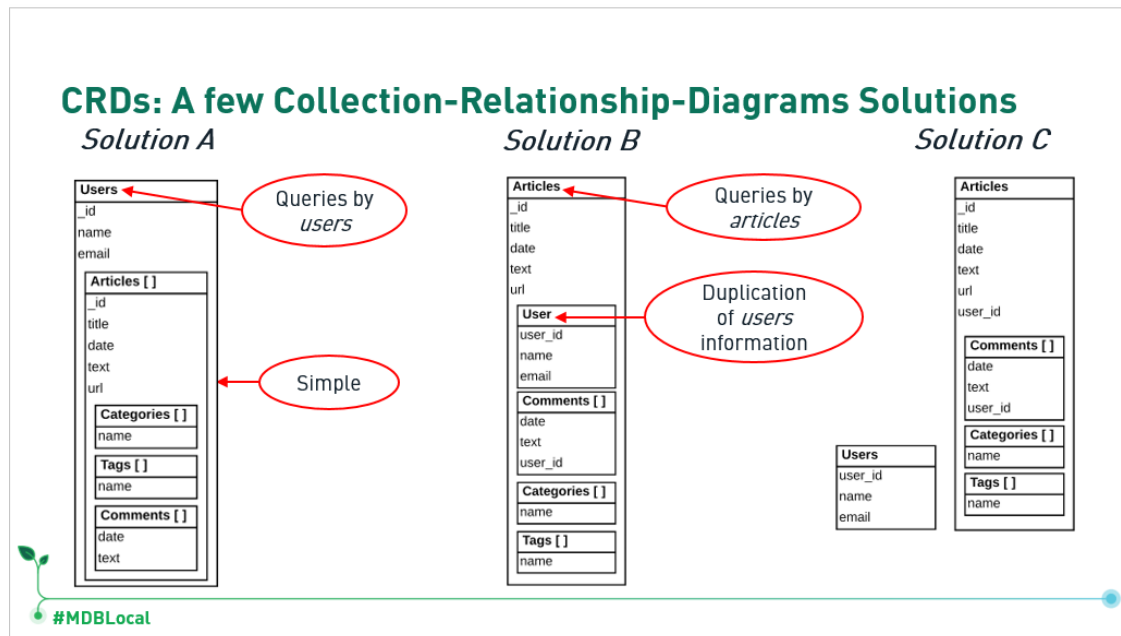 CRDs: A few Collection-Relationship-Diagrams Solutions
Solution A
Users
_id
name
email
Articles [ ]
_id
title
date
text
url
Categories [ ]
name
Tags [ ]
name
Comments [ ]
date
text
Queries by
users
Simple
Solution B
Articles
_id
title
date
text
url
User
user_id
name
email
Comments [ ]
date
text
user_id
Categories [ ]
name
Tags [ ]
name
Queries by
articles
Duplication
of users
information
Solution C
Users
user_id
name
email
Articles
_id
title
date
text
url
user_id
Comments [ ]
date
text
user_id
Categories [ ]
name
Tags [ ]
name
#MDBLocal